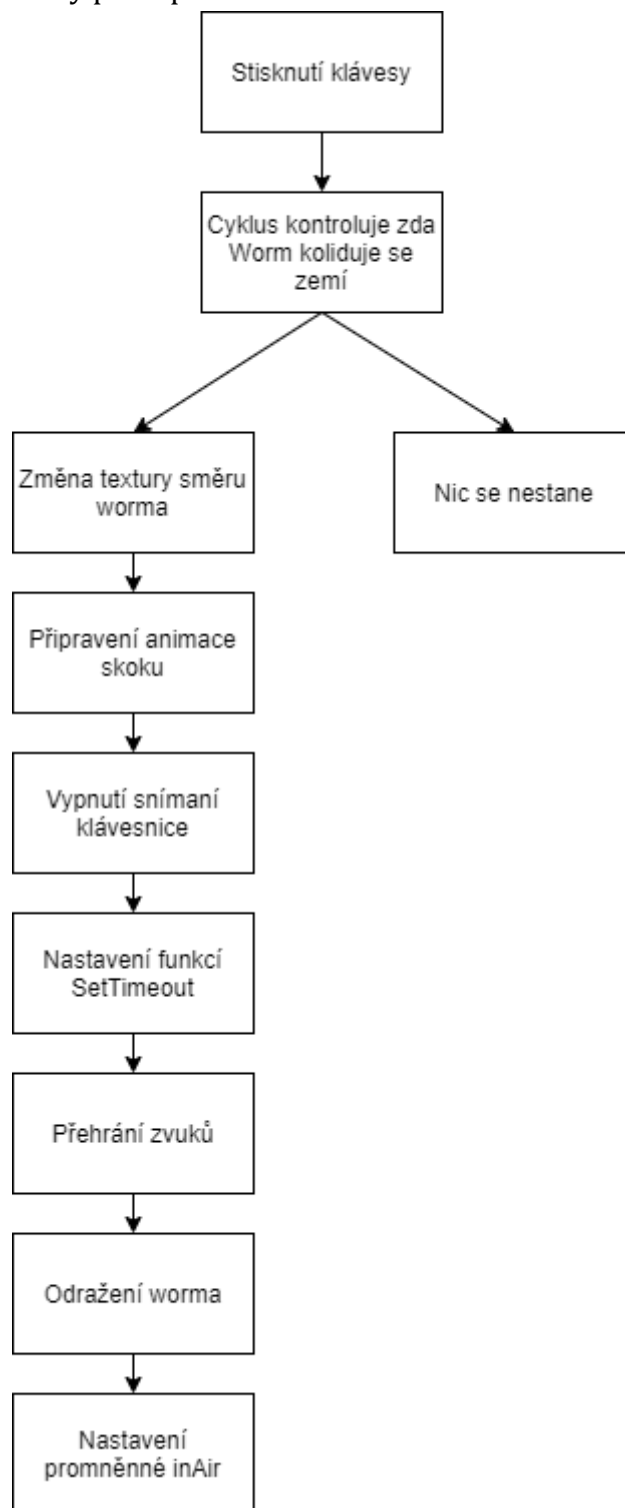 Stisknutí klávesy
Cyklus kontroluje zda
Worm koliduje se
zemí
Změna textury směru
worma
Nic se nestane
Připravení animace
skoku
Vypnutí snímaní
klávesnice
Nastavení funkcí
SetTimeout
Přehrání zvuků
Odražení worma
Nastavení
promněnné inAir